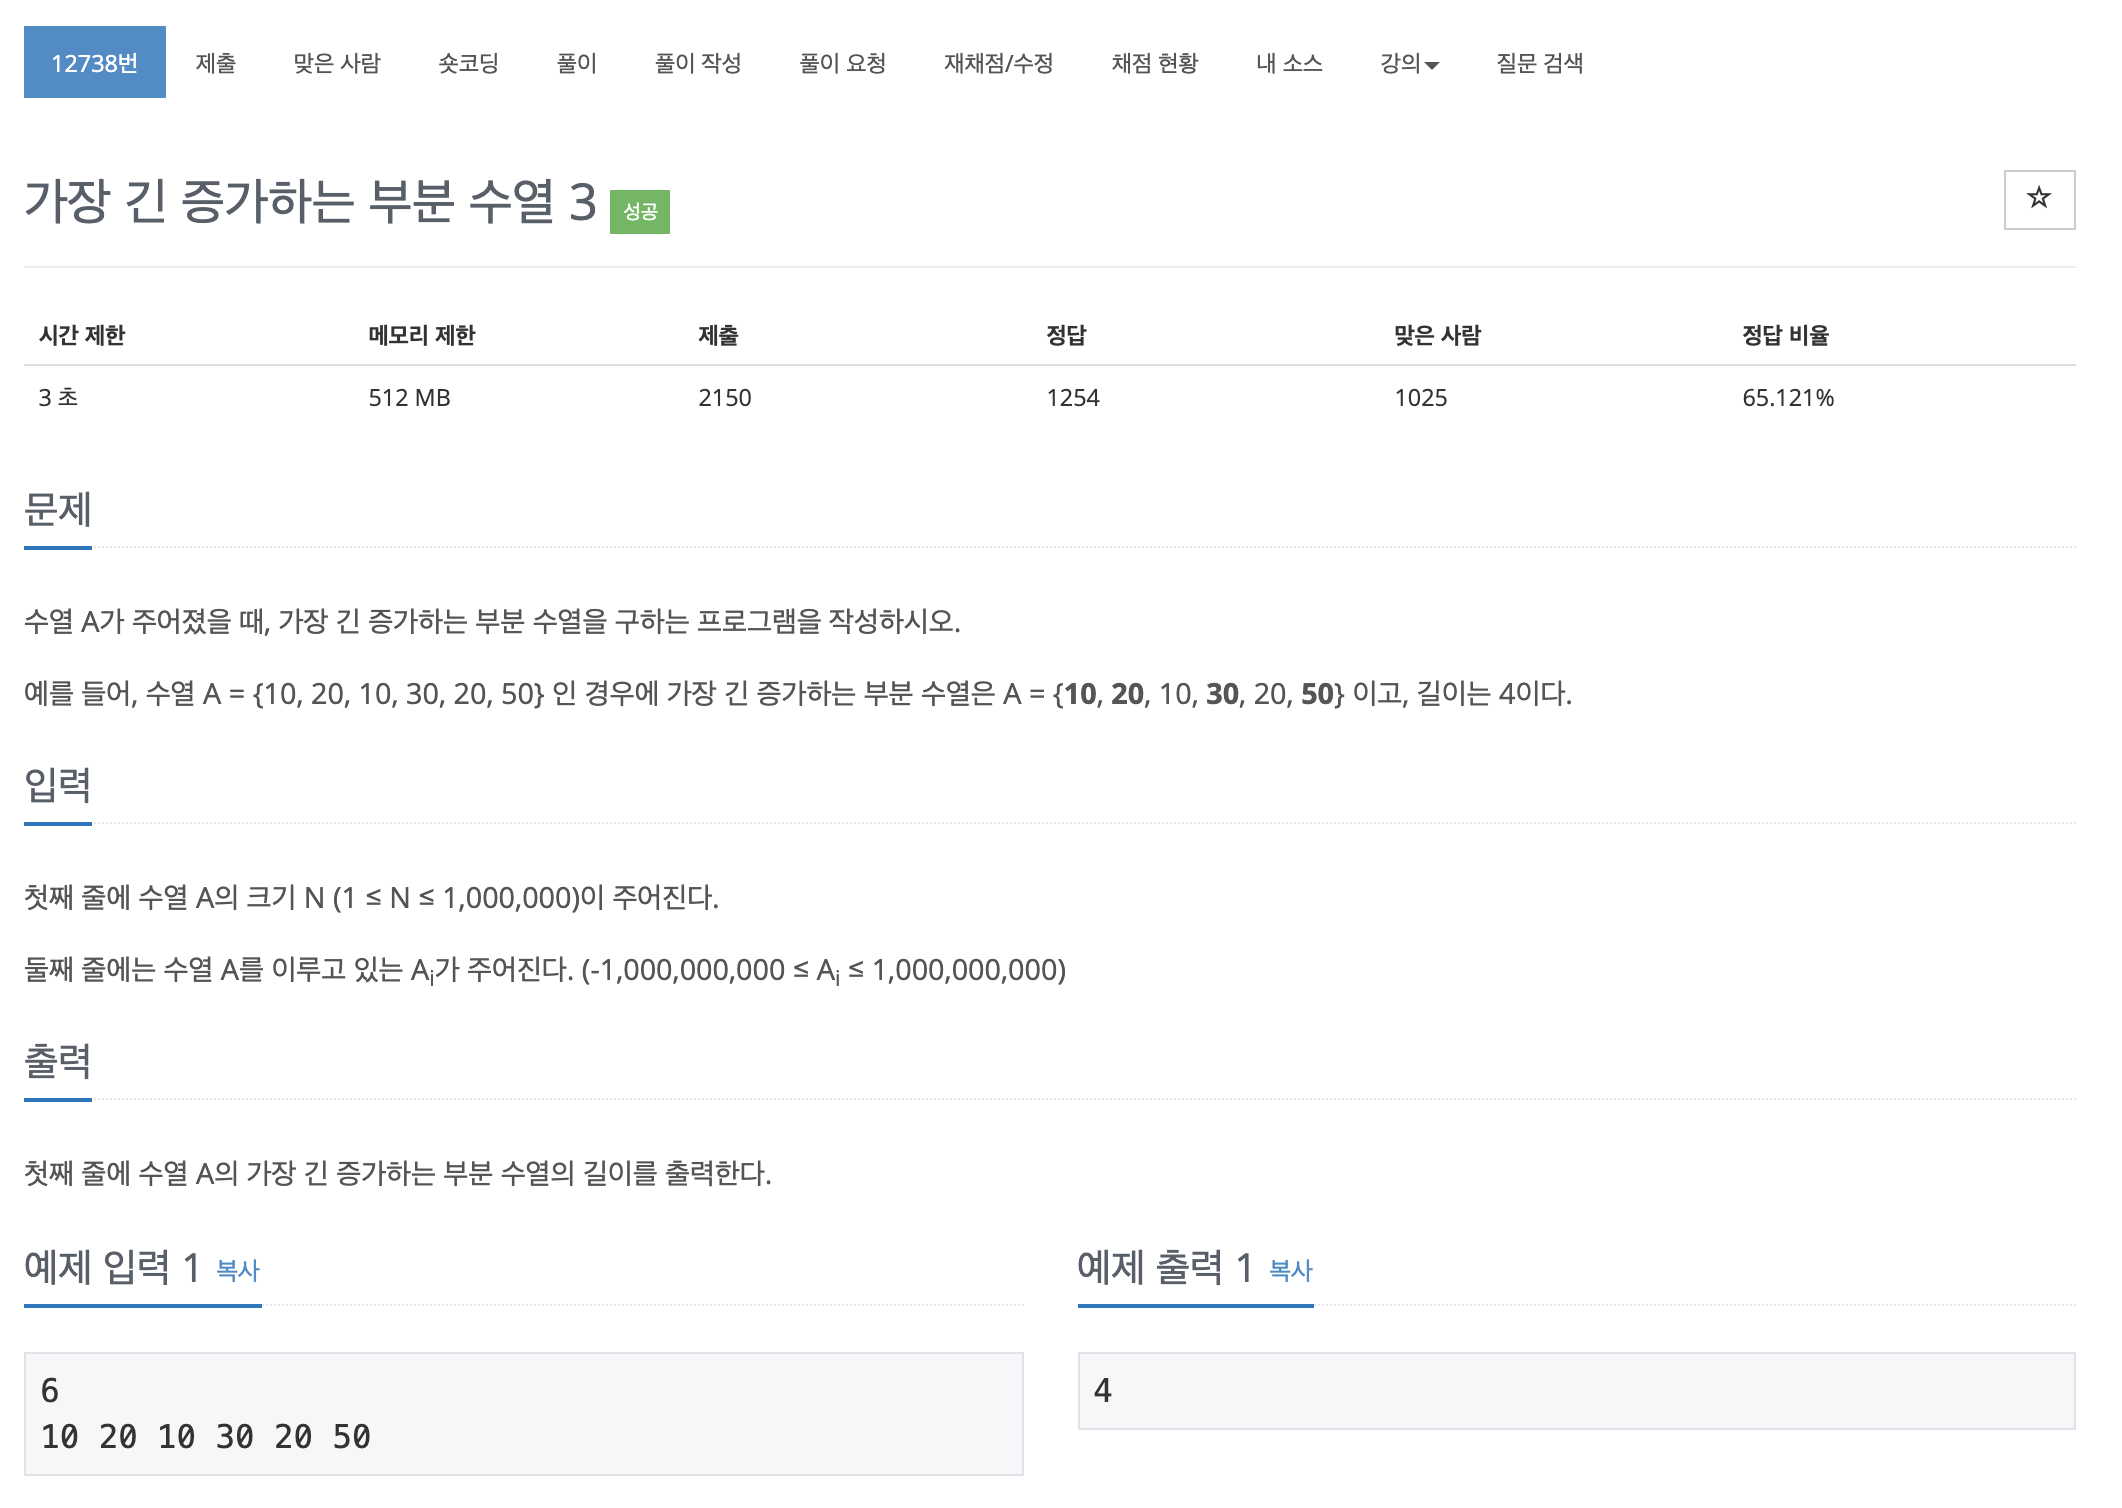 12738번 제출 맞은 사람 숏코딩 풀이 풀이 작성 풀이 요청 재채점/수정 채점 현황 내 소스 강의 질문 검색
가장 긴 증가하는 부분 수열 3 성공
시간 제한 메모리 제한 제출 정답 맞은 사람 정답 비율
3 초 512 MB 2150 1254 1025 65.121%
문제
수열 A가 주어졌을 때, 가장 긴 증가하는 부분 수열을 구하는 프로그램을 작성하시오.
예를 들어, 수열 A = {10, 20, 10, 30, 20, 50} 인 경우에 가장 긴 증가하는 부분 수열은 A = {10, 20, 10, 30, 20, 50} 이고, 길이는 4이다.
입력
첫째 줄에 수열 A의 크기 N (1 ≤ N ≤ 1,000,000)이 주어진다.
둘째 줄에는 수열 A를 이루고 있는 Ai가 주어진다. (-1,000,000,000 ≤ Ai ≤ 1,000,000,000)
출력
첫째 줄에 수열 A의 가장 긴 증가하는 부분 수열의 길이를 출력한다.
예제 입력 1 복사
6
10 20 10 30 20 50
예제 출력 1 복사
4